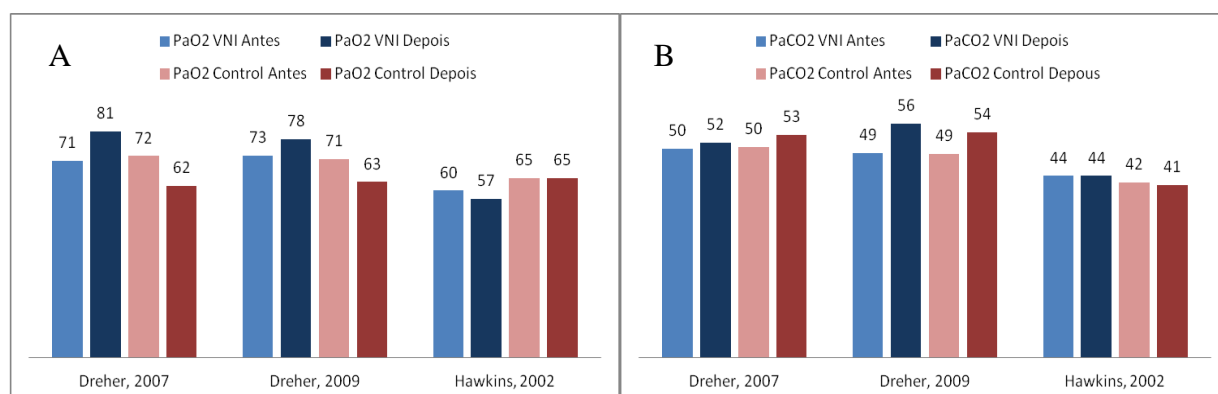 A
PaO2 VNI Antes PaO2 VNI Depois
PaO2 Control Antes PaO2 Control Depois
71 81 72 62 73 78 71 63 60 57 65 65
Dreher, 2007 Dreher, 2009 Hawkins, 2002
B
PaCO2 VNI Antes PaCO2 VNI Depois
PaCO2 Control Antes PaCO2 Control Depous
50 52 50 53 49 56 49 54 44 44 42 41
Dreher, 2007 Dreher, 2009 Hawkins, 2002